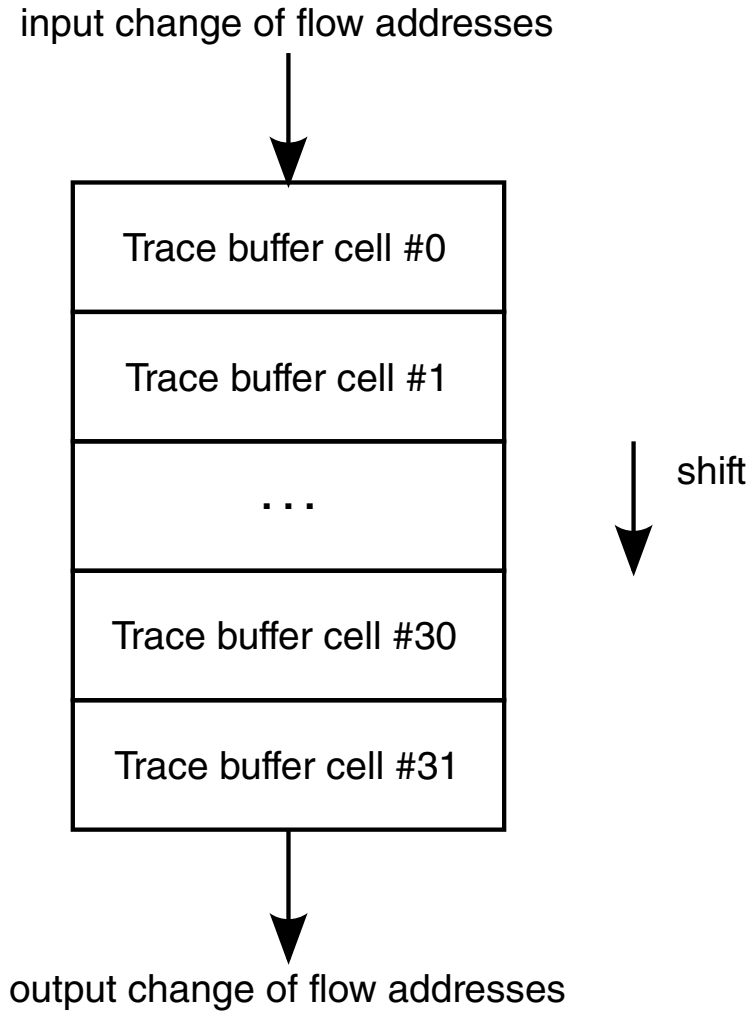 input change of flow addresses
Trace buffer cell #0
Trace buffer cell #1
. . .
shift
Trace buffer cell #30
Trace buffer cell #31
output change of flow addresses